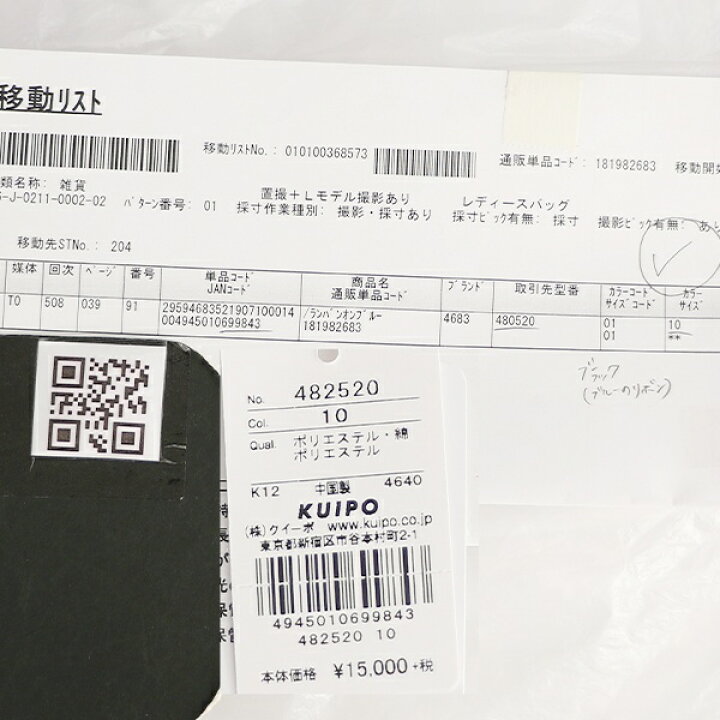 移動リスト
移動リストNo.: 010100368573
通販単品コード: 181982683 移動開
類名称: 雑貨
-J-0211-0002-02 パターン番号: 01
置撮+Lモデル撮影あり レディースバッグ
採寸作業種別: 撮影・採寸あり 採寸ピック有無: 採寸 撮影ピック有無: あり
移動先STNo.: 204
媒体 回次 ページ 番号 単品コード JANコード 商品名 通販単品コード ブランド 取引先型番 カラーコード サイズコード カラー サイズ
T0 508 039 91 29594683521907100014 /ランバンオンブルー 4683 480520 01 10
004945010699843 181982683 01 **
ブラック
(ブルーのリボン)
No. 482520
Col. 10
Qual. ポリエステル・綿
ポリエステル
K12 中国製 4640
KUIPO
(株)クイーポ www.kuipo.co.jp
東京都新宿区市谷本村町2-1
4945010699843
482520 10
本体価格 ¥15,000+税